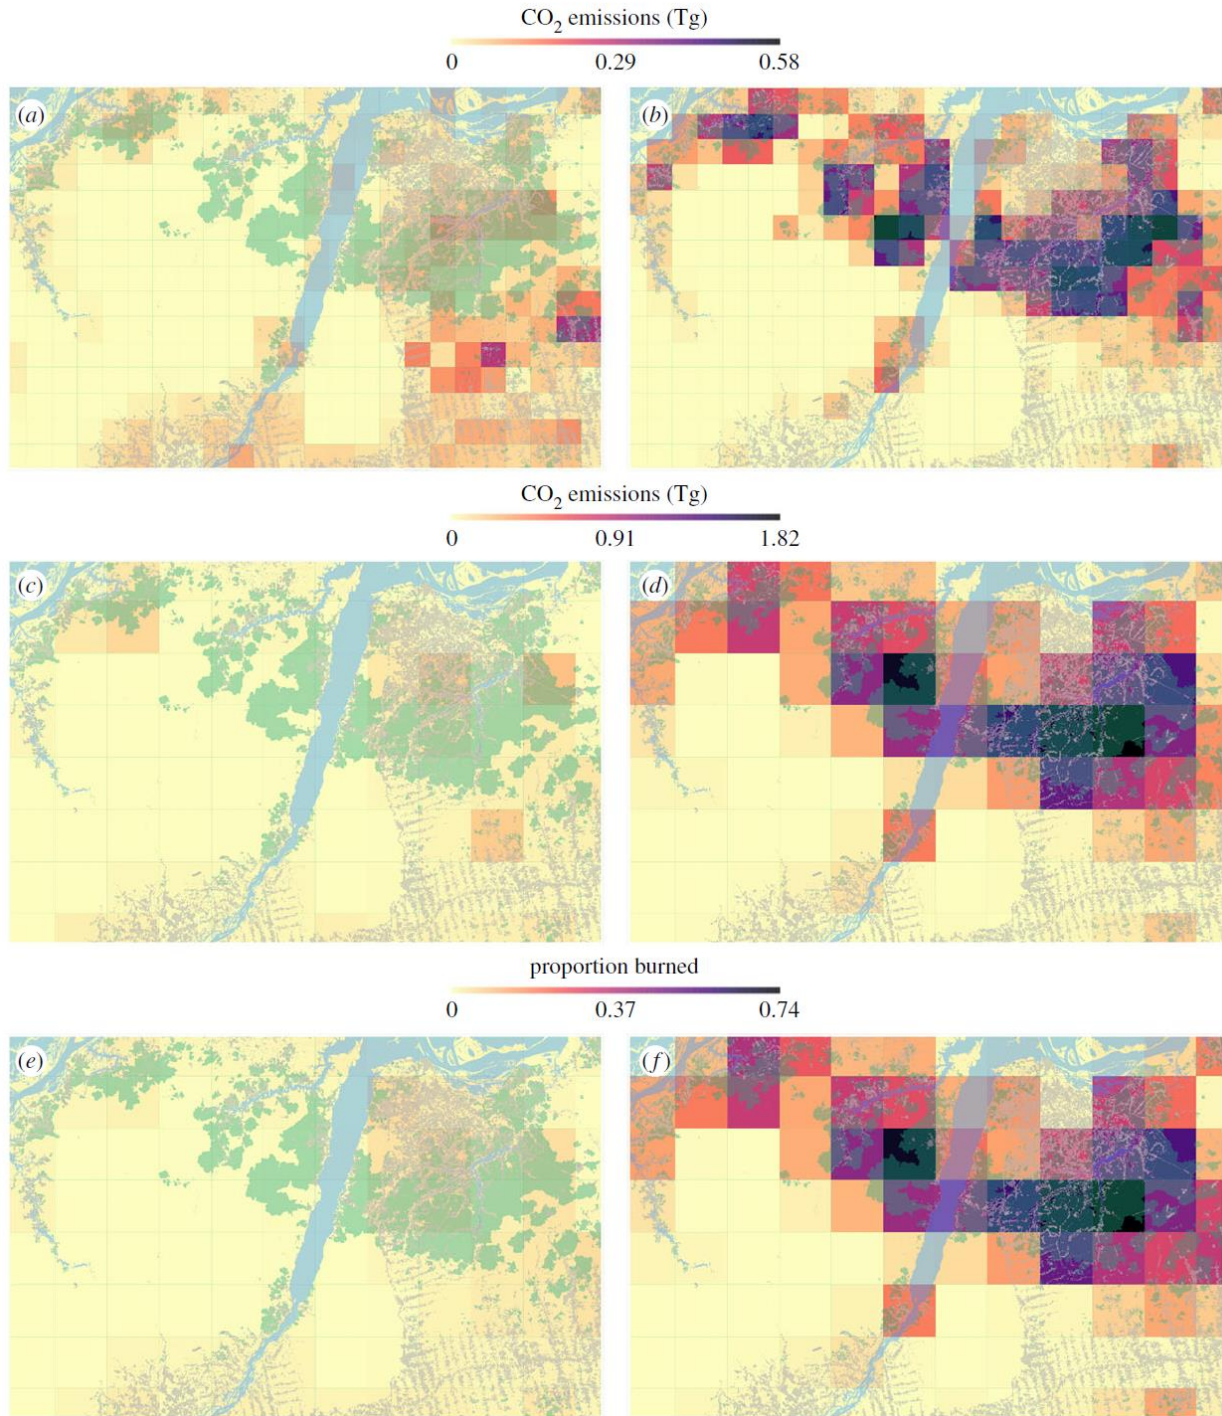 CO₂ emissions (Tg)
0 0.29 0.58
(a) (b)
CO₂ emissions (Tg)
0 0.91 1.82
(c) (d)
proportion burned
0 0.37 0.74
(e) (f)